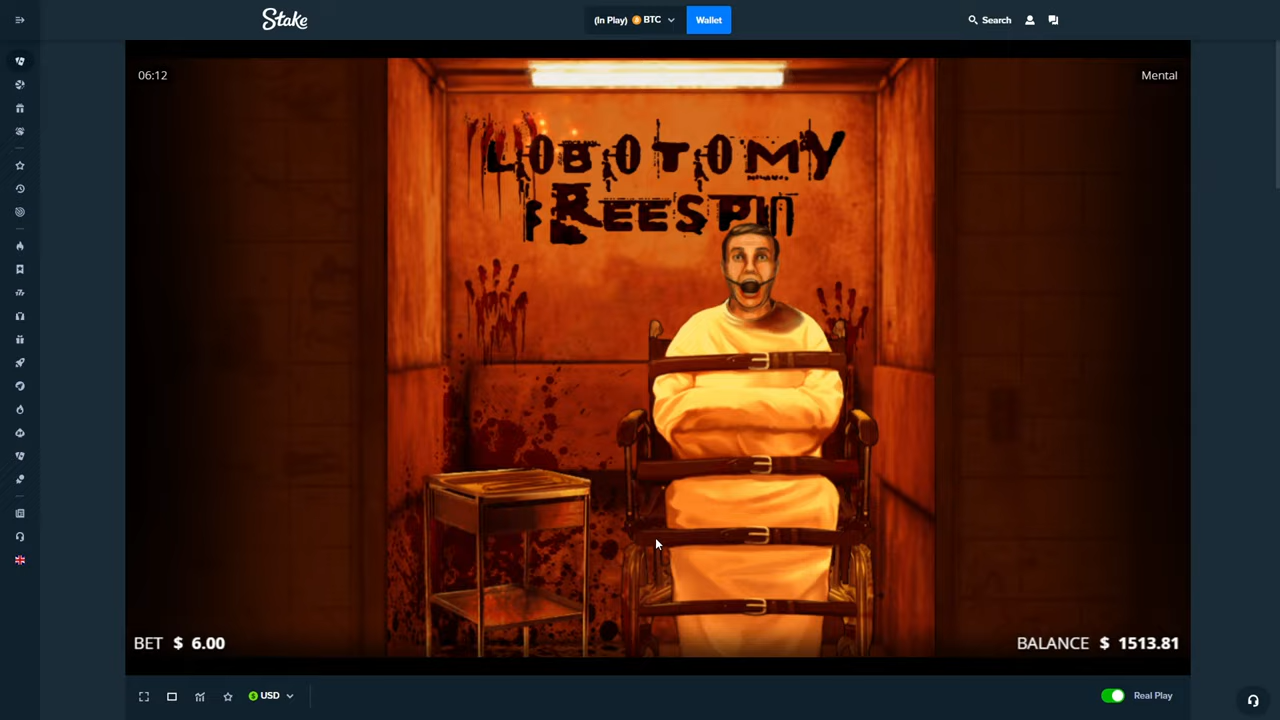 Stake
(In Play) BTC
Wallet
Search
06:12
Mental
LOBOTOMY
FREESPIN
BET $ 6.00
BALANCE $ 1513.81
USD
Real Play